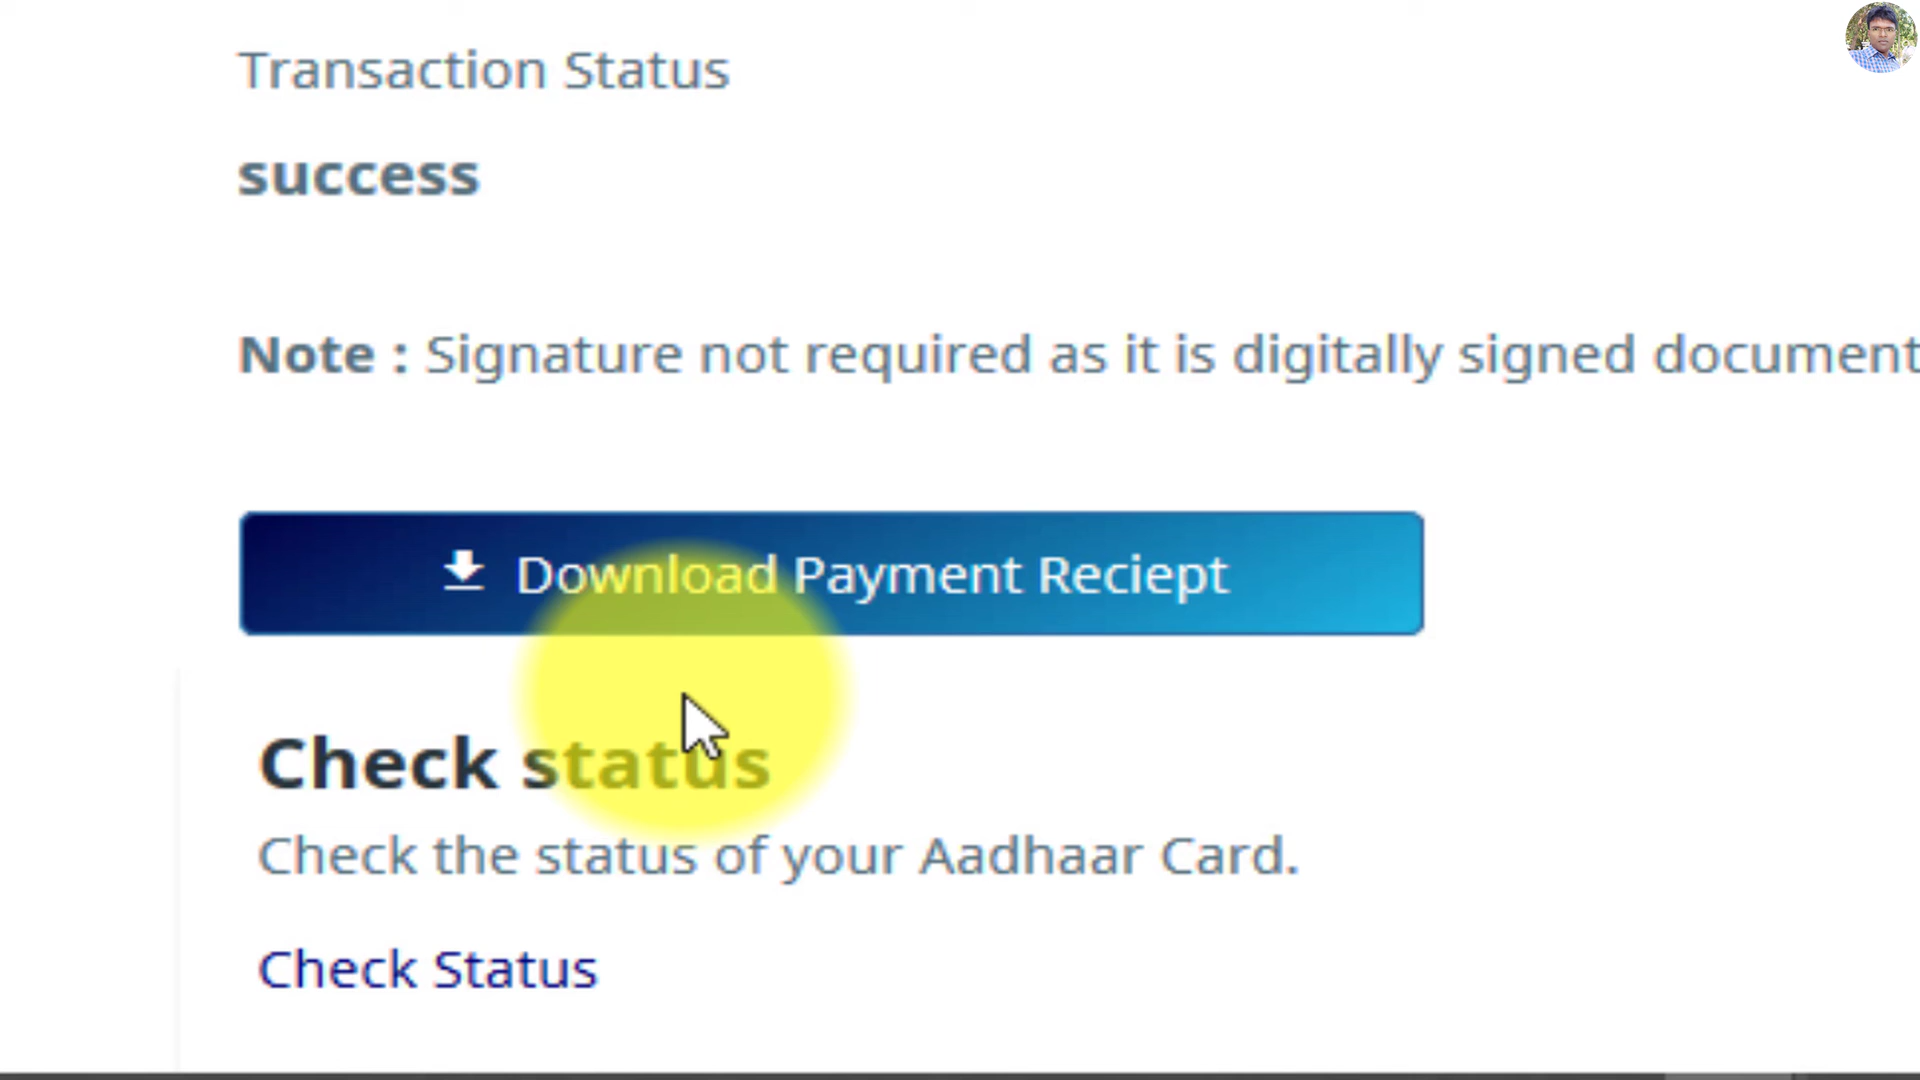 Transaction Status
success
Note : Signature not required as it is digitally signed document
Download Payment Reciept
Check status
Check the status of your Aadhaar Card.
Check Status